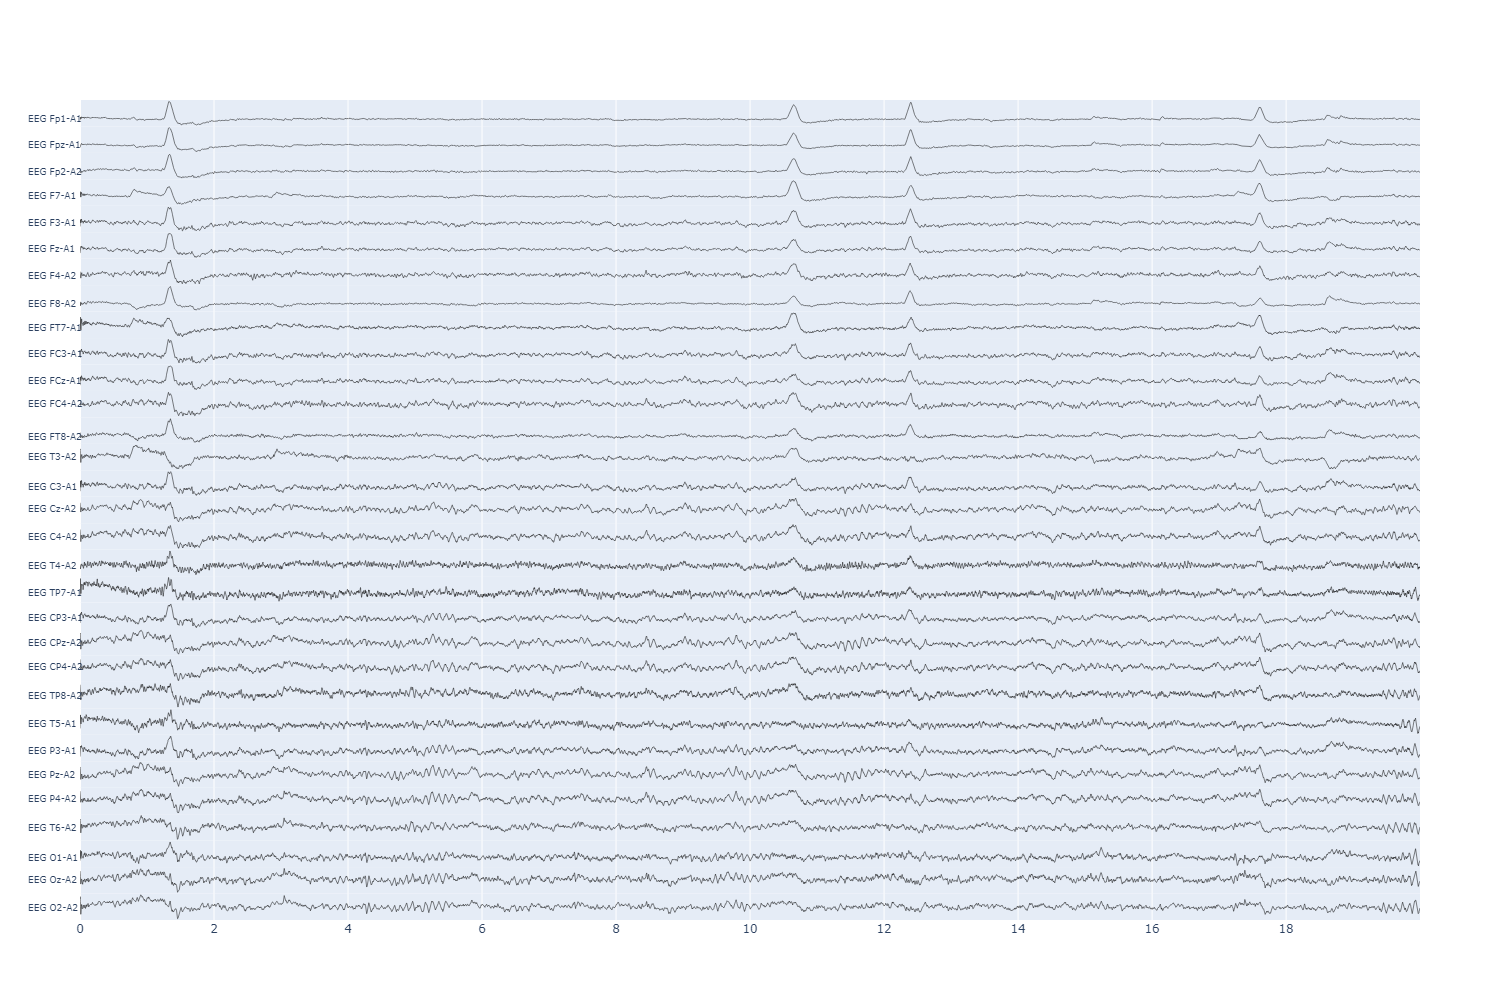 EEG Fp1-A1
EEG Fpz-A1
EEG Fp2-A2
EEG F7-A1
EEG F3-A1
EEG Fz-A1
EEG F4-A2
EEG F8-A2
EEG FT7-A1
EEG FC3-A1
EEG FCz-A1
EEG FC4-A2
EEG FT8-A2
EEG T3-A2
EEG C3-A1
EEG Cz-A2
EEG C4-A2
EEG T4-A2
EEG TP7-A1
EEG CP3-A1
EEG CPz-A2
EEG CP4-A2
EEG TP8-A2
EEG T5-A1
EEG P3-A1
EEG Pz-A2
EEG P4-A2
EEG T6-A2
EEG O1-A1
EEG Oz-A2
EEG O2-A2
0 2 4 6 8 10 12 14 16 18